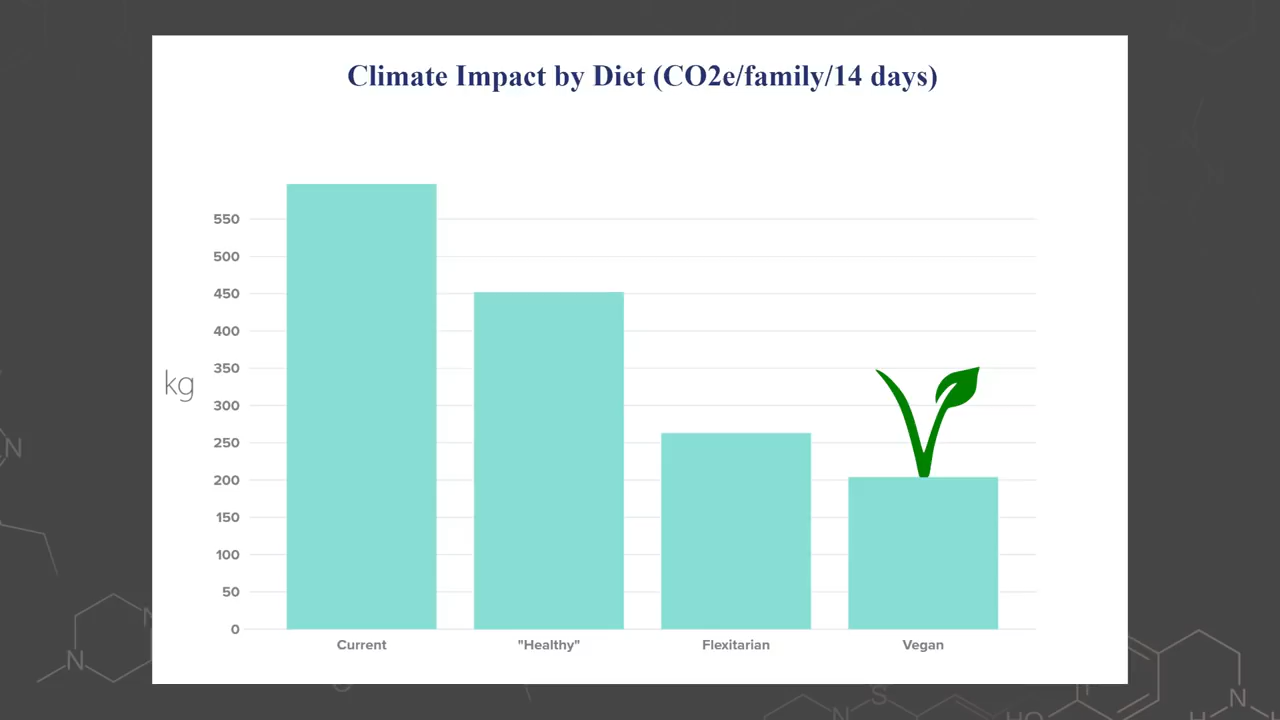 Climate Impact by Diet (CO2e/family/14 days)
kg
550
500
450
400
350
300
250
200
150
100
50
0
Current
"Healthy"
Flexitarian
Vegan
N
N
N
O
N
S
HO
N
H